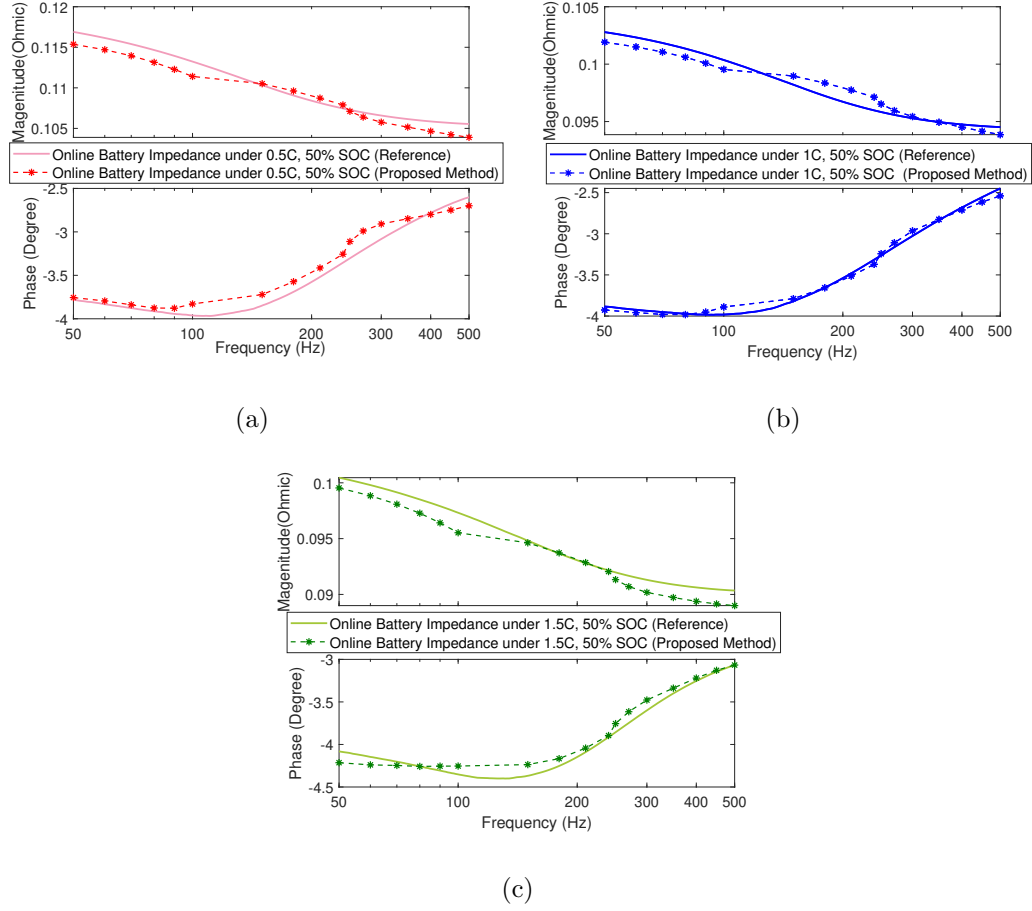 0.12
0.115
0.11
0.105
Magenitude(Ohmic)
Online Battery Impedance under 0.5C, 50% SOC (Reference)
Online Battery Impedance under 0.5C, 50% SOC (Proposed Method)
-2.5
-3
-3.5
-4
Phase (Degree)
50 100 200 300 400 500
Frequency (Hz)
(a)
0.105
0.1
0.095
Magenitude(Ohmic)
Online Battery Impedance under 1C, 50% SOC (Reference)
Online Battery Impedance under 1C, 50% SOC (Proposed Method)
-2.5
-3
-3.5
-4
Phase (Degree)
50 100 200 300 400 500
Frequency (Hz)
(b)
0.1
0.095
0.09
Magenitude(Ohmic)
Online Battery Impedance under 1.5C, 50% SOC (Reference)
Online Battery Impedance under 1.5C, 50% SOC (Proposed Method)
-3
-3.5
-4
-4.5
Phase (Degree)
50 100 200 300 400 500
Frequency (Hz)
(c)